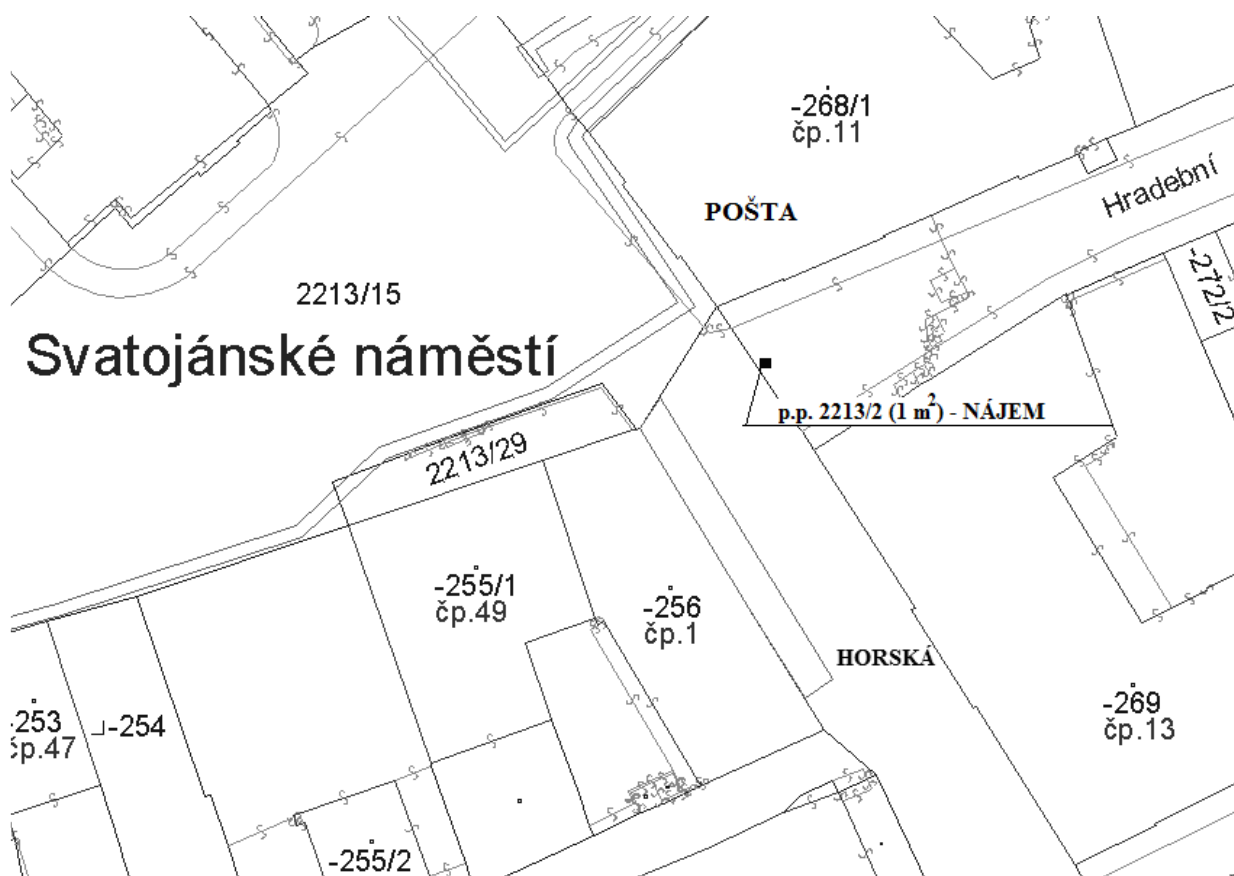 -268/1
čp.11
POŠTA
Hradební
-272/2
2213/15
Svatojánské náměstí
p.p. 2213/2 (1 m²) - NÁJEM
2213/29
-255/1
čp.49
-256
čp.1
HORSKÁ
-253
čp.47
-254
-269
čp.13
-255/2